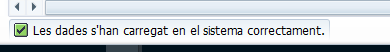 Les dades s'han carregat en el sistema correctament.